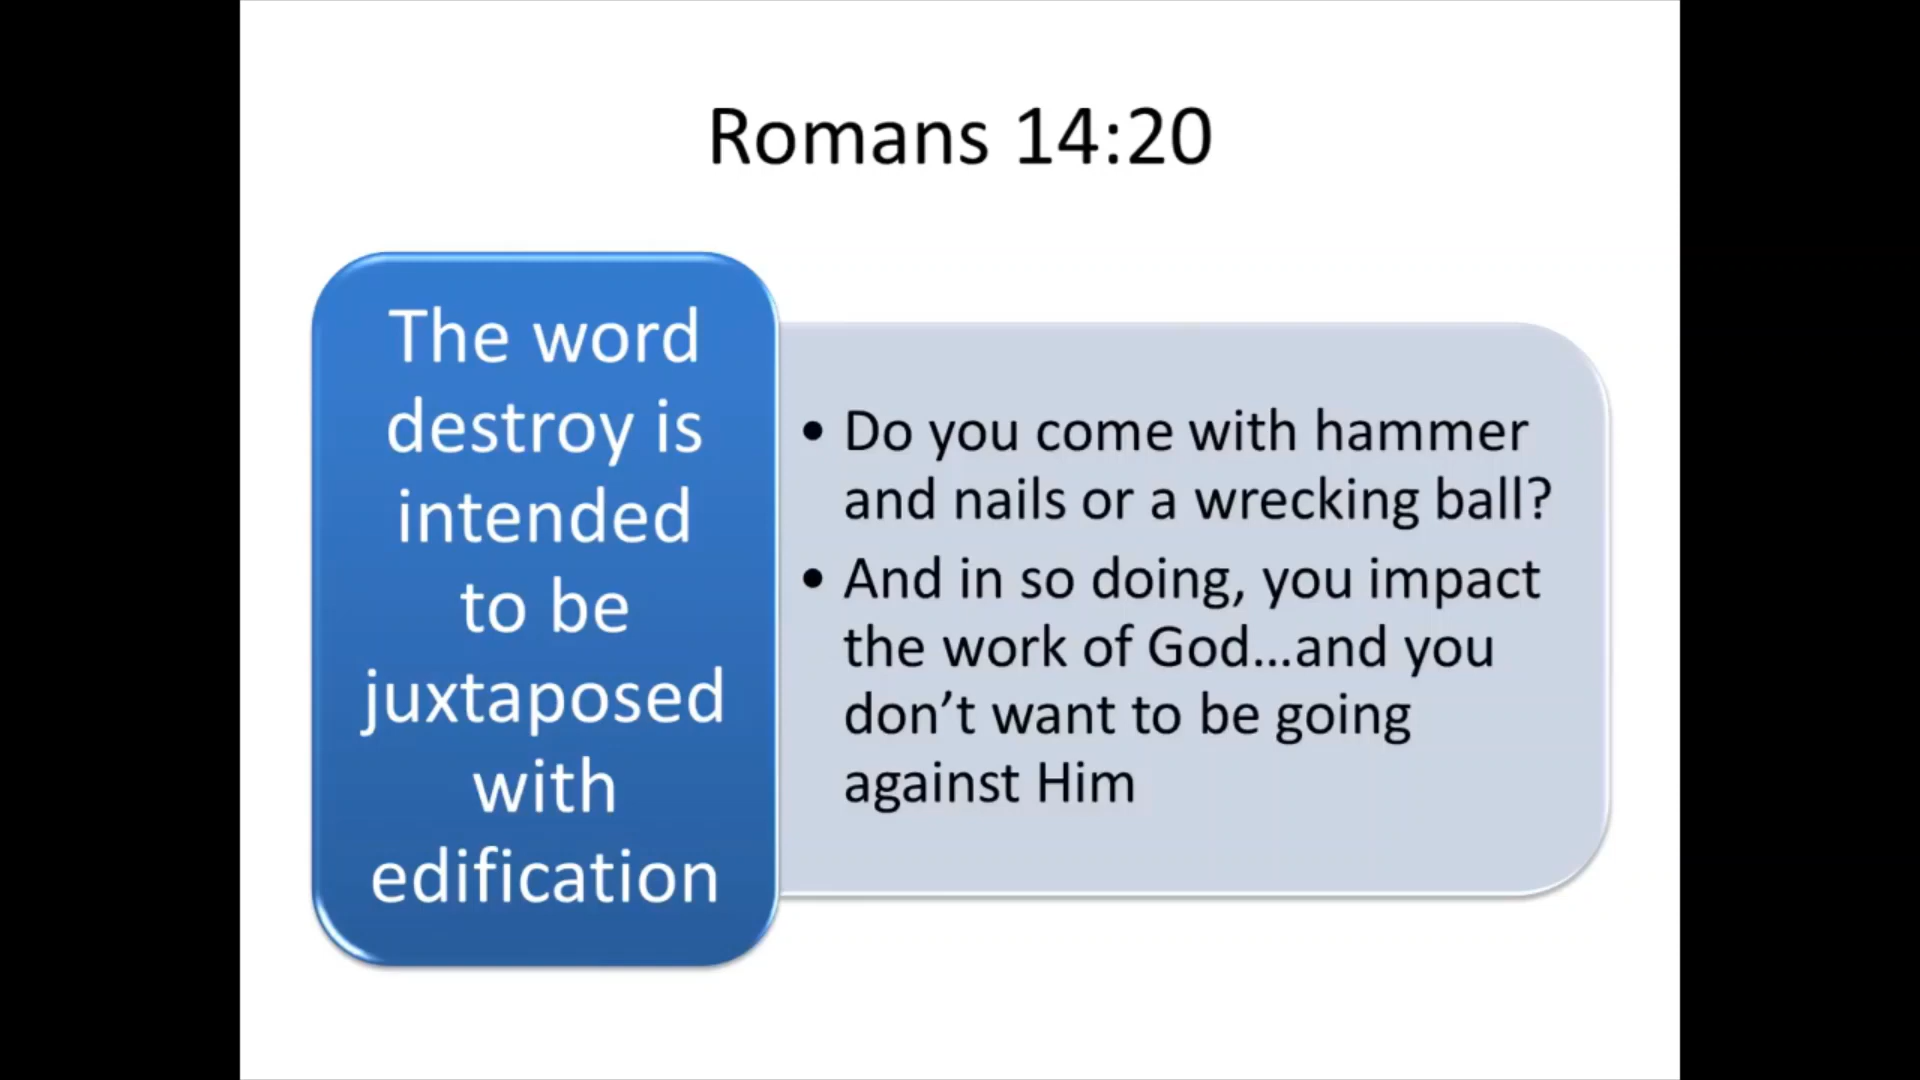 Romans 14:20
The word
destroy is
intended
to be
juxtaposed
with
edification
• Do you come with hammer
and nails or a wrecking ball?
• And in so doing, you impact
the work of God...and you
don’t want to be going
against Him